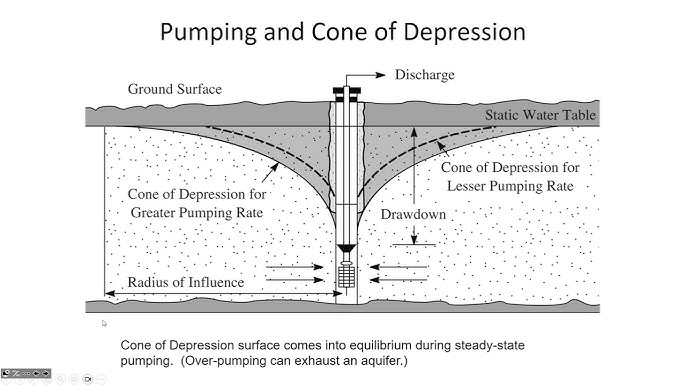 Pumping and Cone of Depression
Discharge
Ground Surface
Static Water Table
Cone of Depression for
Lesser Pumping Rate
Cone of Depression for
Greater Pumping Rate
Drawdown
Radius of Influence
Cone of Depression surface comes into equilibrium during steady-state
pumping.  (Over-pumping can exhaust an aquifer.)